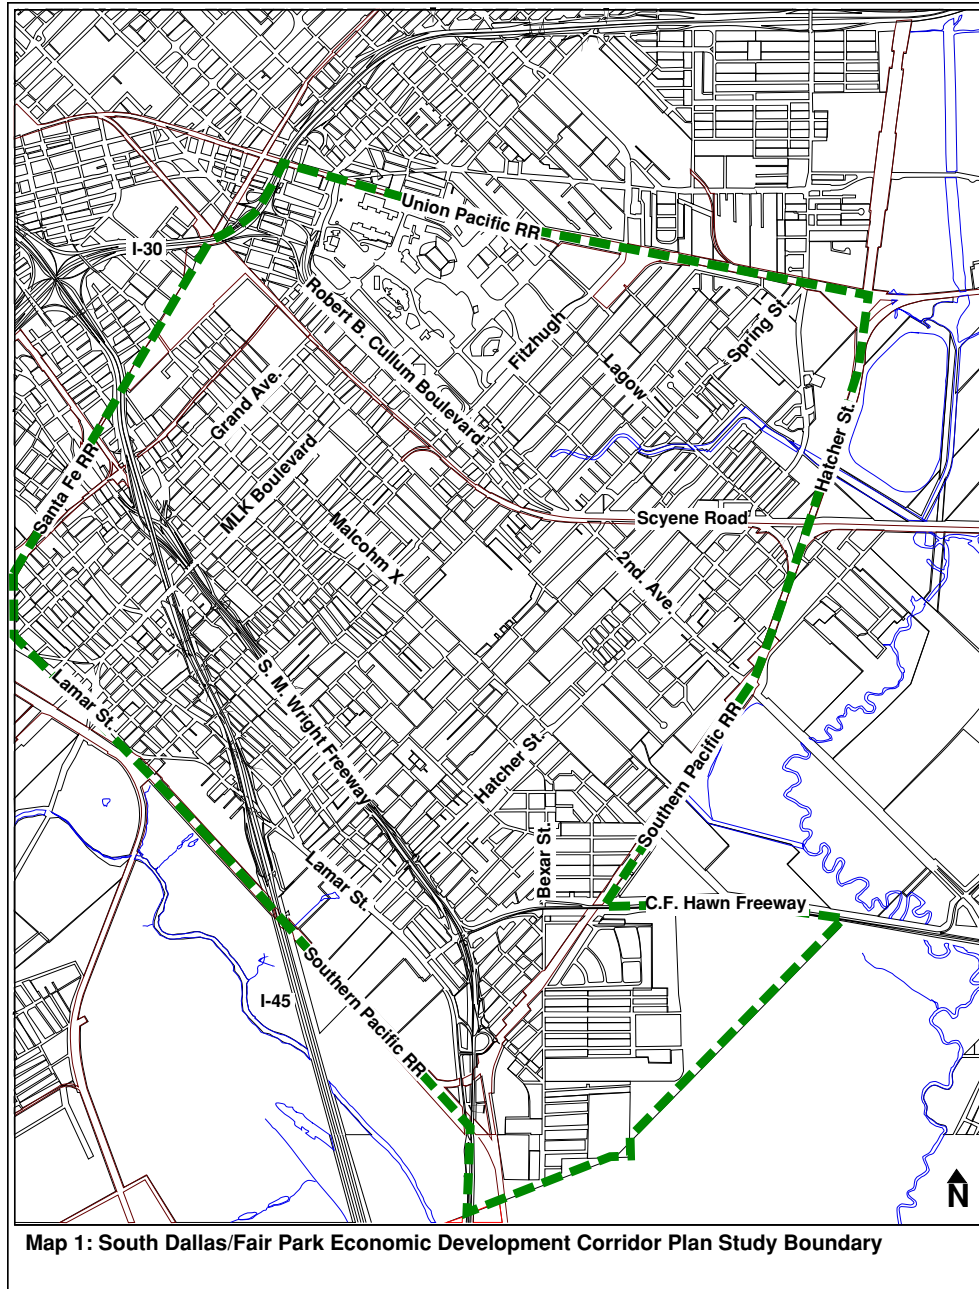 Union Pacific RR
I-30
Robert B. Cullum Boulevard
Fitzhugh
Spring St.
Lagow
Grand Ave.
Santa Fe RR
MLK Boulevard
Hatcher St.
Malcohm X
Scyene Road
2nd. Ave.
S. M. Wright Freeway
Lamar St.
Southern Pacific RR
Hatcher St.
Bexar St.
Lamar St.
C.F. Hawn Freeway
Southern Pacific RR
I-45
N
Map 1: South Dallas/Fair Park Economic Development Corridor Plan Study Boundary